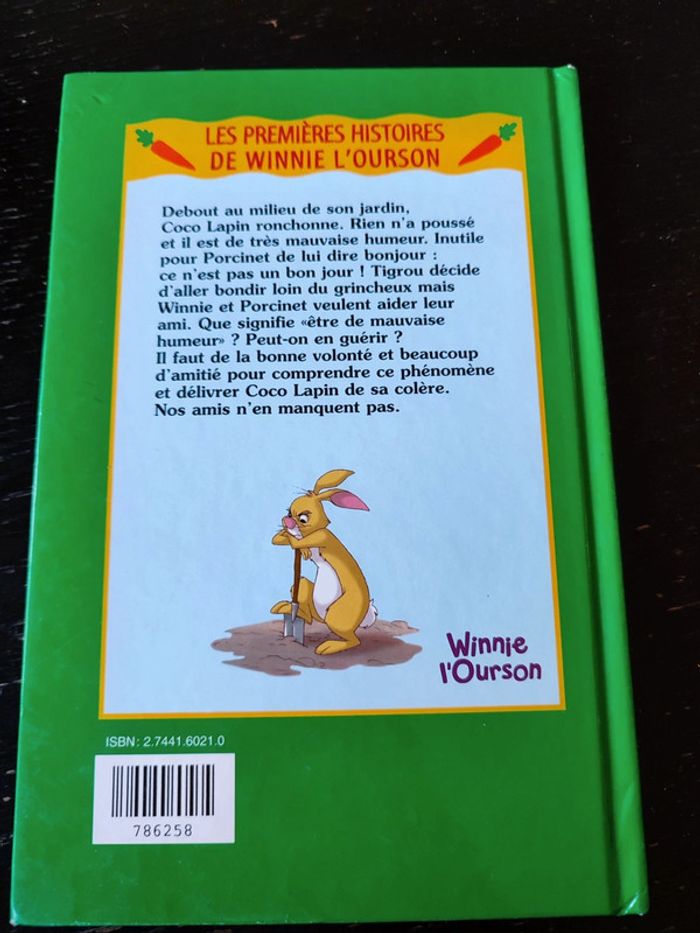 LES PREMIÈRES HISTOIRES
DE WINNIE L'OURSON
Debout au milieu de son jardin,
Coco Lapin ronchonne. Rien n'a poussé
et il est de très mauvaise humeur. Inutile
pour Porcinet de lui dire bonjour :
ce n'est pas un bon jour ! Tigrou décide
d'aller bondir loin du grincheux mais
Winnie et Porcinet veulent aider leur
ami. Que signifie «être de mauvaise
humeur» ? Peut-on en guérir ?
Il faut de la bonne volonté et beaucoup
d'amitié pour comprendre ce phénomène
et délivrer Coco Lapin de sa colère.
Nos amis n'en manquent pas.
Winnie
l'Ourson
ISBN : 2.7441.6021.0
786258